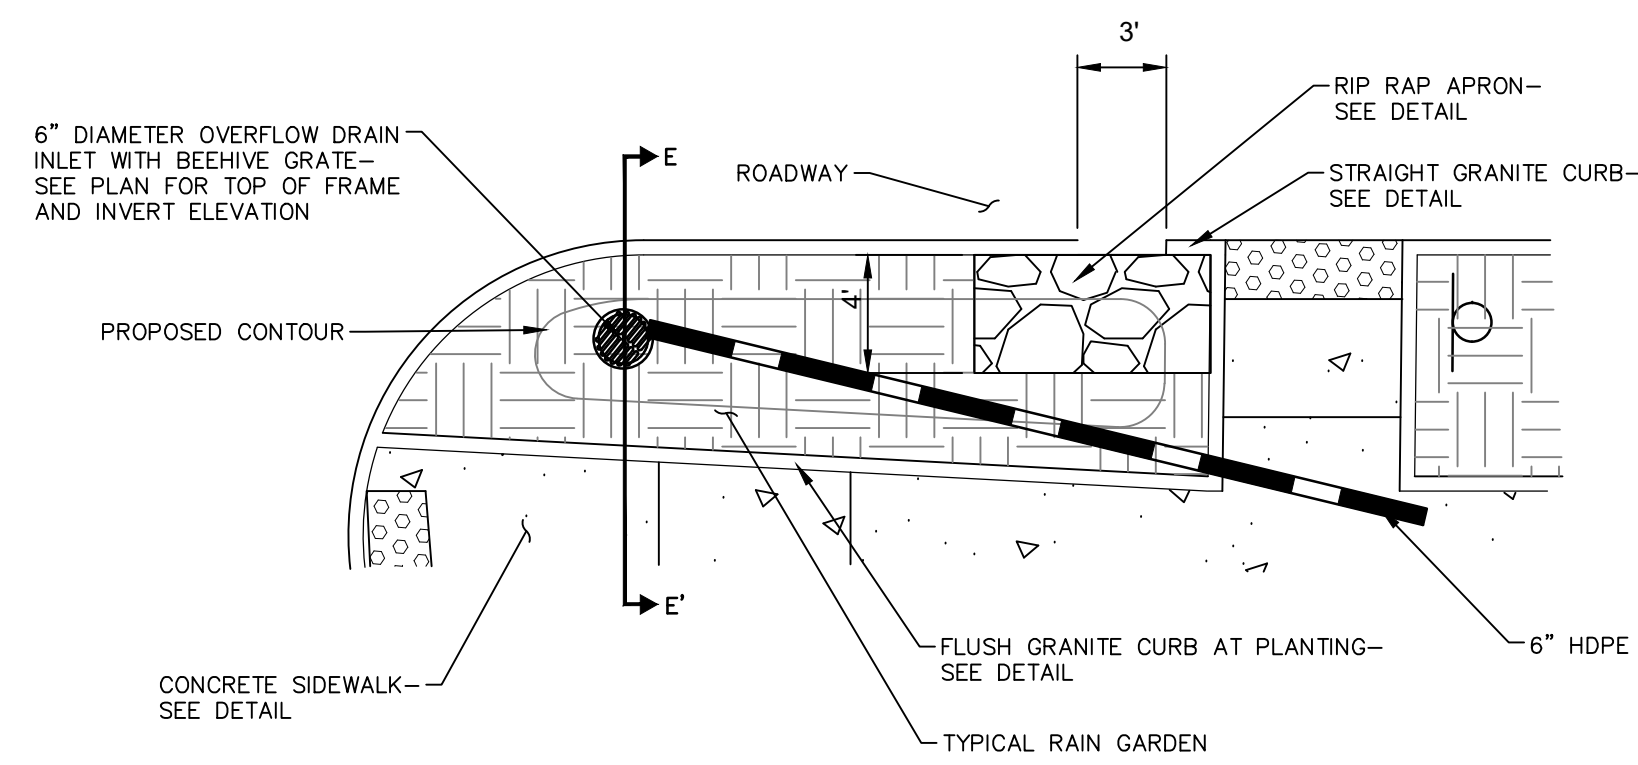 3'
RIP RAP APRON–
SEE DETAIL
6” DIAMETER OVERFLOW DRAIN
INLET WITH BEEHIVE GRATE–
SEE PLAN FOR TOP OF FRAME
AND INVERT ELEVATION
E
ROADWAY
STRAIGHT GRANITE CURB–
SEE DETAIL
4'
PROPOSED CONTOUR
E'
FLUSH GRANITE CURB AT PLANTING–
SEE DETAIL
6” HDPE
CONCRETE SIDEWALK–
SEE DETAIL
TYPICAL RAIN GARDEN